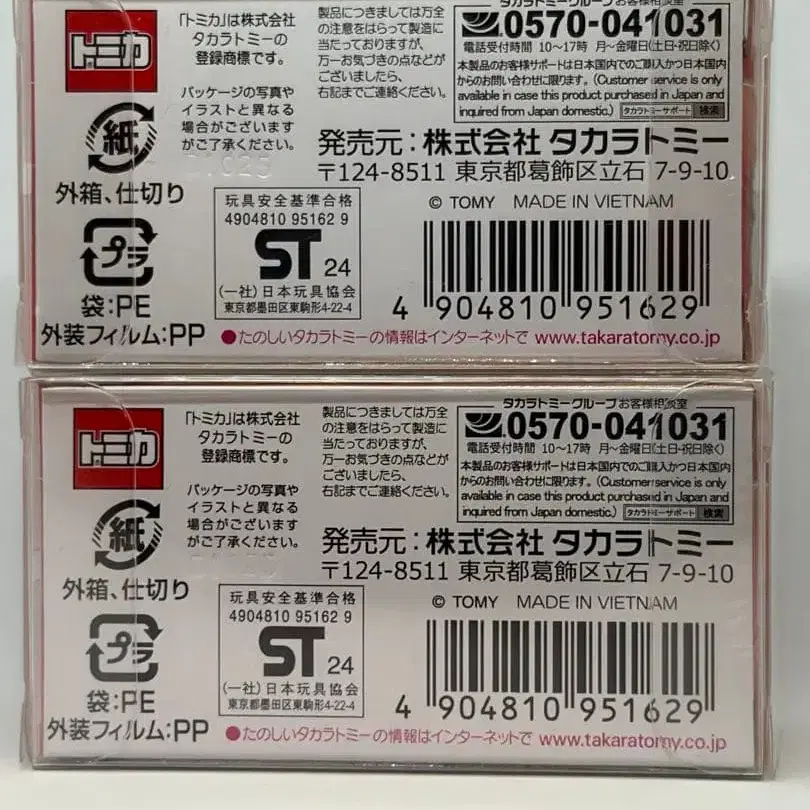 トミカ
「トミカ」は株式会社
タカラトミーの
登録商標です。
パッケージの写真や
イラストと異なる
場合がございます
がご了承ください。
製品につきましては万全
の注意をはらって製造に
当たっておりますが、
万一お気づきの点などが
ございましたら、
右記までご連絡ください。
タカラトミーグループお客様相談室
0570-041031
電話受付時間 10〜17時 月〜金曜日(土日・祝日除く)
本製品のお客様サポートは日本国内でのご購入かつ日本国内
からのお問い合わせに限ります。(Customer service is only
available in case this product purchased in Japan and
inquired from Japan domestic.) タカラトミーサポート 検索
紙
外箱、仕切り
発売元:株式会社 タカラトミー
〒124-8511 東京都葛飾区立石 7-9-10
プラ
袋:PE
外装フィルム:PP
玩具安全基準合格
4904810 95162 9
ST 24
(一社)日本玩具協会
東京都墨田区東駒形4-22-4
© TOMY MADE IN VIETNAM
4 904810 951629
●たのしいタカラトミーの情報はインターネットで www.takaratomy.co.jp
トミカ
「トミカ」は株式会社
タカラトミーの
登録商標です。
パッケージの写真や
イラストと異なる
場合がございます
がご了承ください。
製品につきましては万全
の注意をはらって製造に
当たっておりますが、
万一お気づきの点などが
ございましたら、
右記までご連絡ください。
タカラトミーグループお客様相談室
0570-041031
電話受付時間 10〜17時 月〜金曜日(土日・祝日除く)
本製品のお客様サポートは日本国内でのご購入かつ日本国内
からのお問い合わせに限ります。(Customer service is only
available in case this product purchased in Japan and
inquired from Japan domestic.) タカラトミーサポート 検索
紙
外箱、仕切り
発売元:株式会社 タカラトミー
〒124-8511 東京都葛飾区立石 7-9-10
プラ
袋:PE
外装フィルム:PP
玩具安全基準合格
4904810 95162 9
ST 24
(一社)日本玩具協会
東京都墨田区東駒形4-22-4
© TOMY MADE IN VIETNAM
4 904810 951629
●たのしいタカラトミーの情報はインターネットで www.takaratomy.co.jp